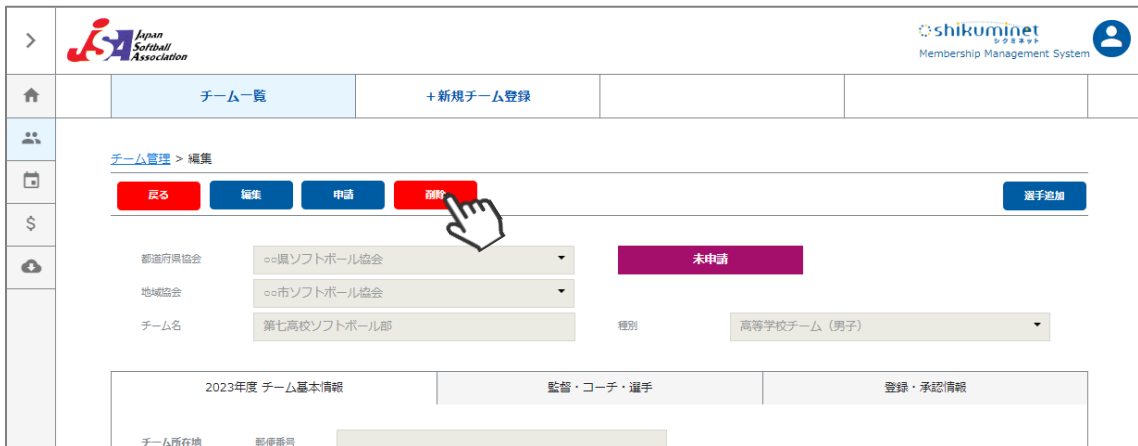 Japan
Softball
Association
shikuminet
シクミネット
Membership Management System
チーム一覧
+新規チーム登録
チーム管理 > 編集
戻る
編集
申請
削除
選手追加
都道府県協会
○○県ソフトボール協会
未申請
地域協会
○○市ソフトボール協会
チーム名
第七高校ソフトボール部
種別
高等学校チーム（男子）
2023年度 チーム基本情報
監督・コーチ・選手
登録・承認情報
チーム所在地
郵便番号